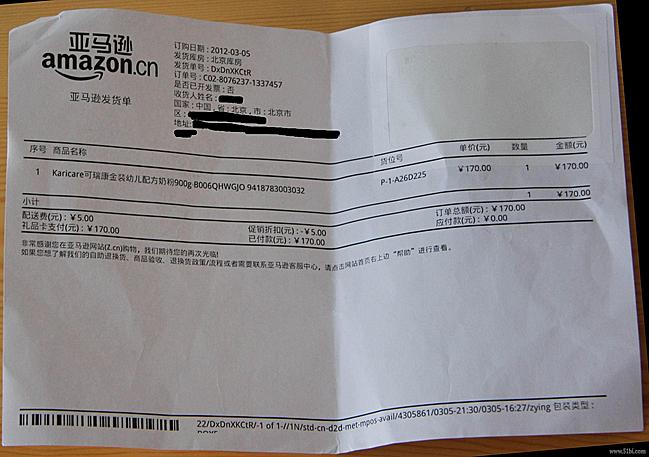 亚马逊
amazon.cn
亚马逊发货单
订购日期：2012-03-05
发货库房：北京库房
发货单号：DxDnXKCtR
订单号：C02-8076237-1337457
是否已开发票：否
收货人姓名：
国家：中国，省：北京，市：北京市
区：
地址：
序号 商品名称 货位号 单价(元) 数量 金额(元)
1 Karicare可瑞康金装幼儿配方奶粉900g-B006QHWGJO 9418783003032 P-1-A26D225 ￥170.00 1 ￥170.00
小计 1 ￥170.00
配送费(元)：￥5.00 促销折扣(元)：-￥5.00 订单总额(元)：￥170.00
礼品卡支付(元)：￥170.00 已付款(元)：￥170.00 应付款(元)：￥0.00
非常感谢您在亚马逊网站(Z.cn)购物，我们期待您的再次光临!
如果您想了解我们的自助退换货、商品验收、退换货政策/流程或者需要联系亚马逊客服中心，请点击网站首页右上边“帮助”进行查看。
22/DxDnXKCtR/-1 of 1-//1N/std-cn-d2d-met-mpos-avail/4305861/0305-21:30/0305-16:27/zying 包装类型：
www.51bi.com